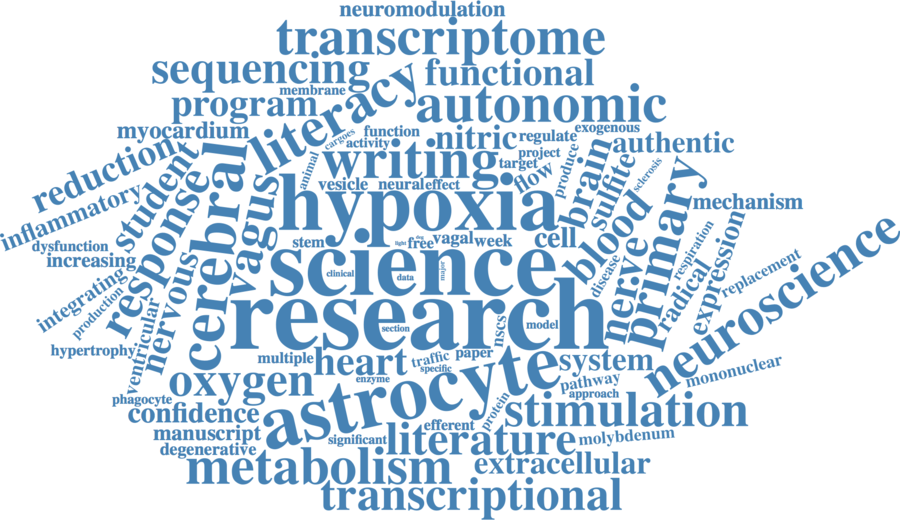 neuromodulation
transcriptome
sequencing
functional
membrane
program
literacy
autonomic
myocardium
cargoes
function
activity
nitric
regulate
exogenous
authentic
reduction
student
cerebral
animal
writing
target
project
produce
flow
brain
sulfite
sclerosis
inflammatory
response
vagus
vesicle
neural
effect
hypoxia
blood
primary
mechanism
dysfunction
increasing
stem
light
dog
free
vagal
week
cell
nerve
respiration
expression
neuroscience
integrating
production
nervous
science
clinical
data
major
disease
radical
replacement
hypertrophy
ventricular
research
section
nscs
model
multiple
heart
traffic
specific
paper
system
mononuclear
phagocyte
oxygen
enzyme
astrocyte
pathway
approach
confidence
protein
stimulation
manuscript
significant
efferent
literature
molybdenum
degenerative
metabolism
extracellular
transcriptional